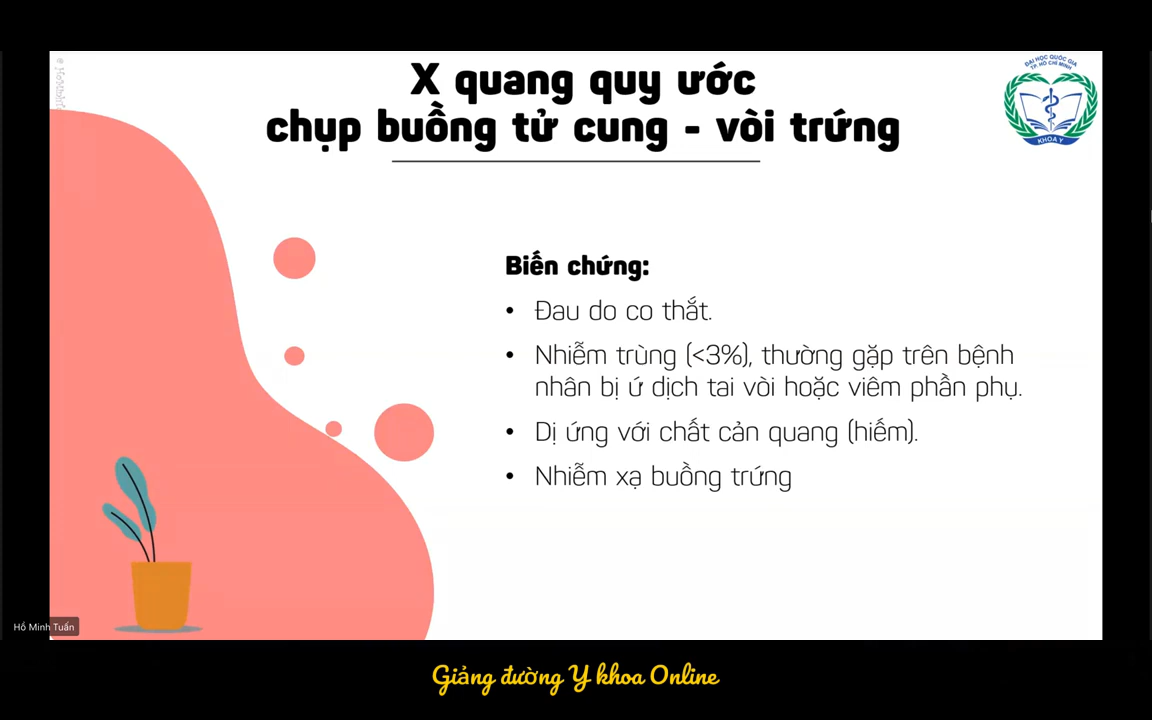 X quang quy ước
chụp buồng tử cung - vòi trứng
ĐẠI HỌC QUỐC GIA
TP. HỒ CHÍ MINH
KHOA Y
Biến chứng:
• Đau do co thắt.
• Nhiễm trùng (<3%), thường gặp trên bệnh
nhân bị ứ dịch tai vòi hoặc viêm phần phụ.
• Dị ứng với chất cản quang (hiếm).
• Nhiễm xạ buồng trứng
Hồ Minh Tuấn
Giảng đường Y khoa Online